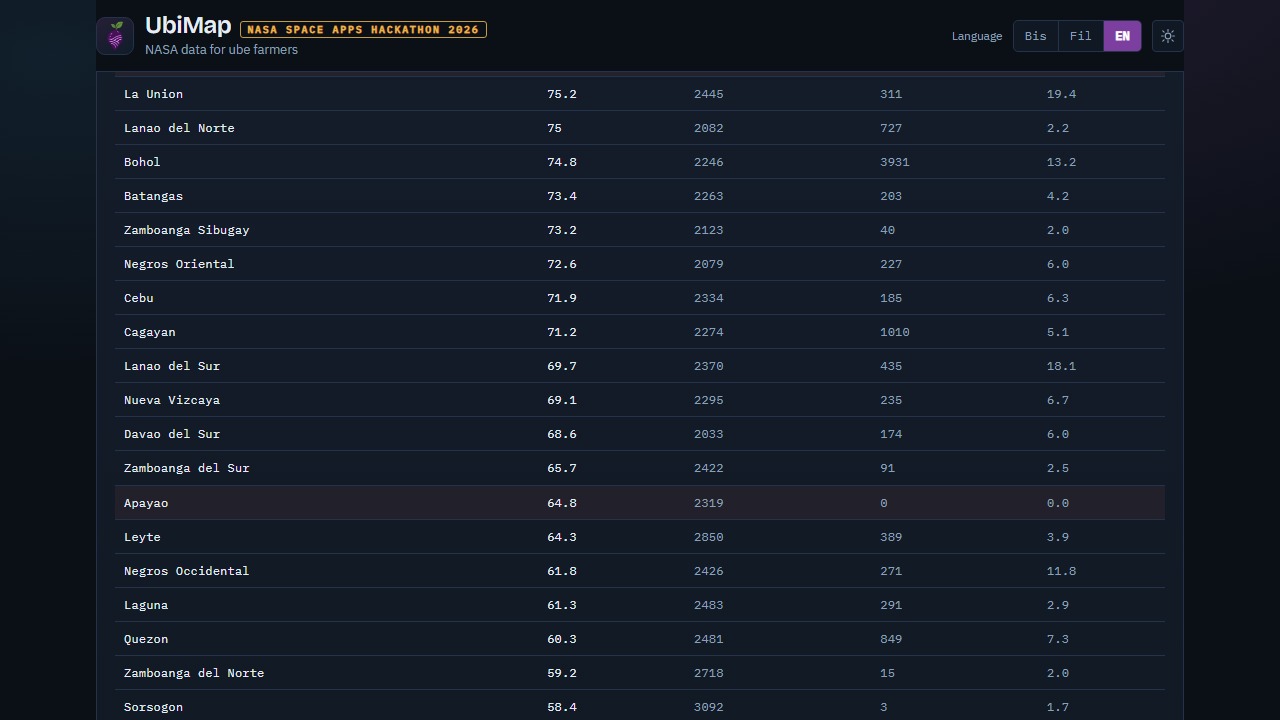 UbiMap NASA SPACE APPS HACKATHON 2026
NASA data for ube farmers
Language Bis Fil EN
La Union 75.2 2445 311 19.4
Lanao del Norte 75 2082 727 2.2
Bohol 74.8 2246 3931 13.2
Batangas 73.4 2263 203 4.2
Zamboanga Sibugay 73.2 2123 40 2.0
Negros Oriental 72.6 2079 227 6.0
Cebu 71.9 2334 185 6.3
Cagayan 71.2 2274 1010 5.1
Lanao del Sur 69.7 2370 435 18.1
Nueva Vizcaya 69.1 2295 235 6.7
Davao del Sur 68.6 2033 174 6.0
Zamboanga del Sur 65.7 2422 91 2.5
Apayao 64.8 2319 0 0.0
Leyte 64.3 2850 389 3.9
Negros Occidental 61.8 2426 271 11.8
Laguna 61.3 2483 291 2.9
Quezon 60.3 2481 849 7.3
Zamboanga del Norte 59.2 2718 15 2.0
Sorsogon 58.4 3092 3 1.7